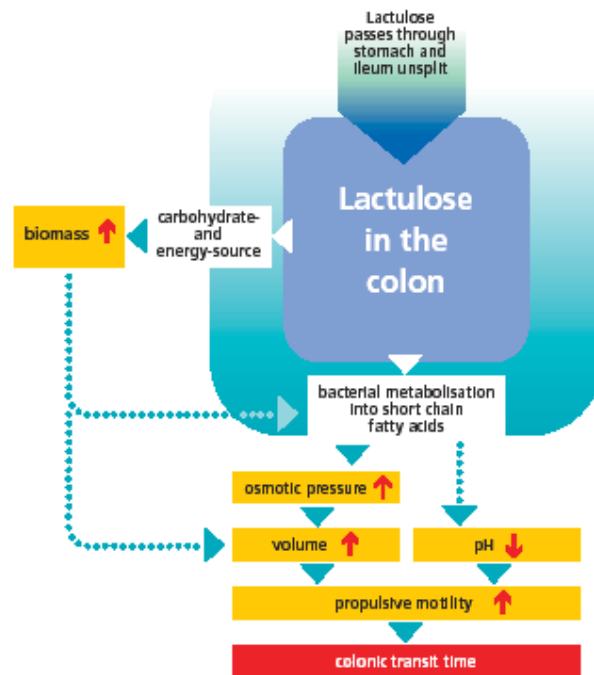 Lactulose
passes through
stomach and
ileum unsplit
Lactulose
in the
colon
carbohydrate-
and
energy-source
biomass
bacterial metabolisation
into short chain
fatty acids
osmotic pressure
volume
pH
propulsive motility
colonic transit time